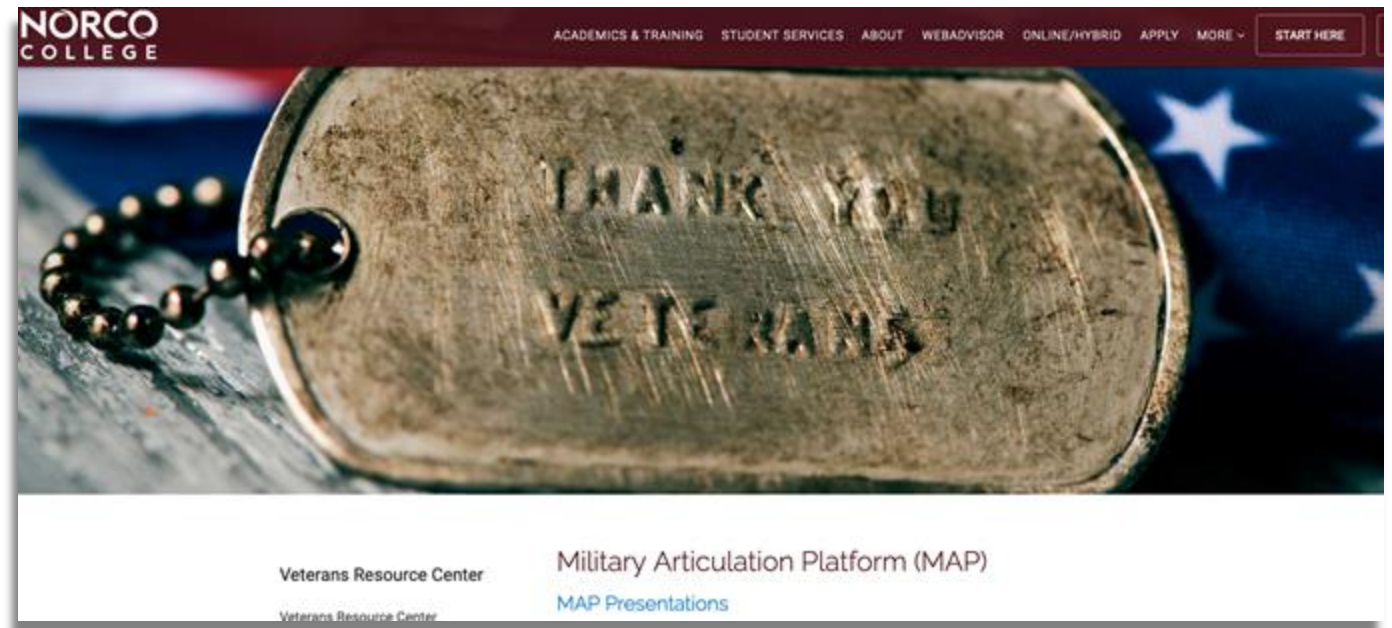 NORCO
COLLEGE
ACADEMICS & TRAINING STUDENT SERVICES ABOUT WEBADVISOR ONLINE/HYBRID APPLY MORE START HERE
THANK YOU
VETERANS
Veterans Resource Center
Military Articulation Platform (MAP)
MAP Presentations
Veterans Resource Center